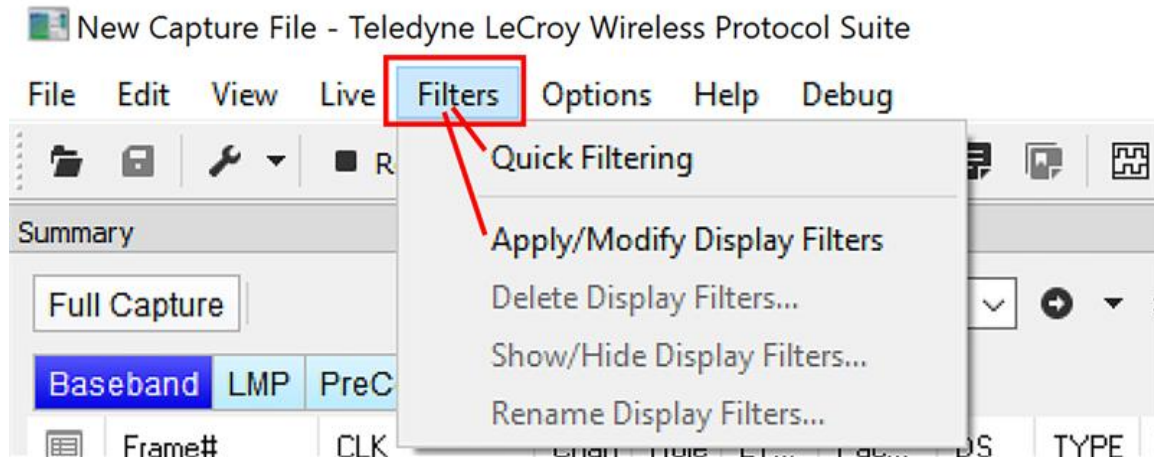 New Capture File - Teledyne LeCroy Wireless Protocol Suite
File Edit View Live Filters Options Help Debug
Quick Filtering
Summary
Apply/Modify Display Filters
Full Capture
Delete Display Filters...
Show/Hide Display Filters...
Baseband LMP
Rename Display Filters...
Frame# CLK TYPE